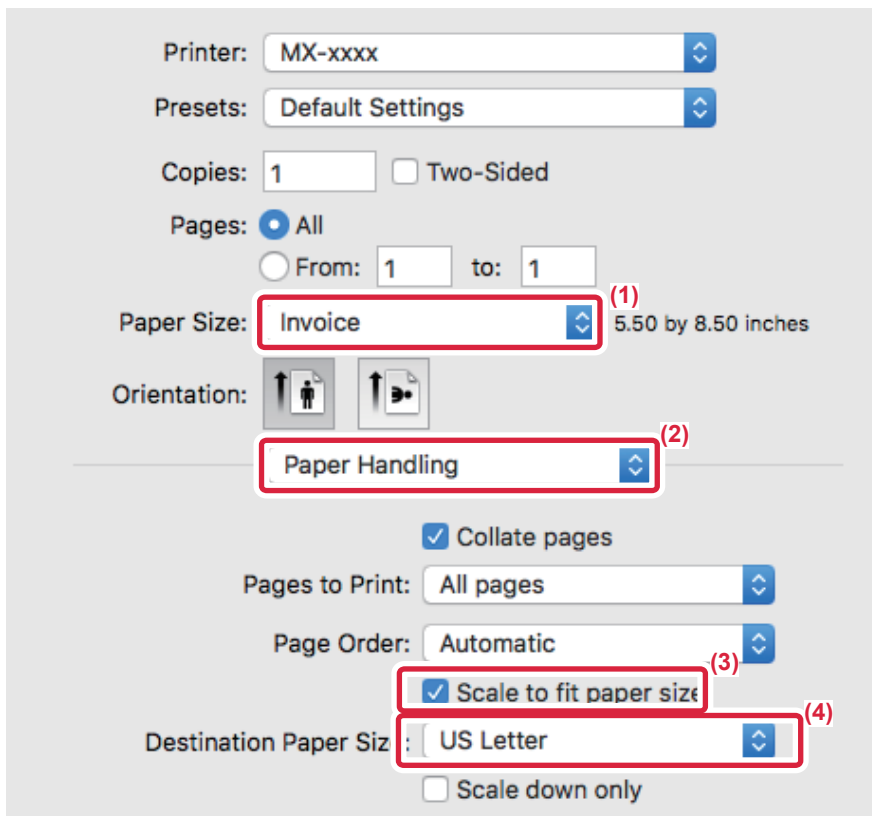 Printer: MX-xxxx
Presets: Default Settings
Copies: 1 Two-Sided
Pages: All
From: 1 to: 1
(1)
Paper Size: Invoice 5.50 by 8.50 inches
Orientation:
(2)
Paper Handling
Collate pages
Pages to Print: All pages
Page Order: Automatic
(3)
Scale to fit paper size
(4)
Destination Paper Siz : US Letter
Scale down only